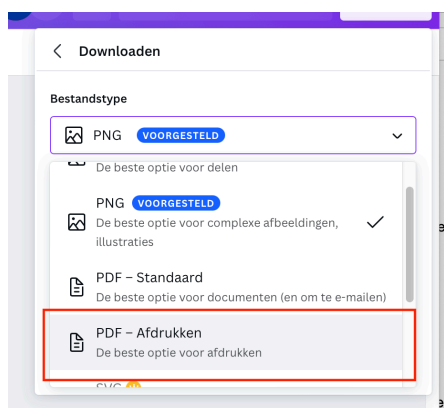 Downloaden
Bestandstype
PNG VOORGESTELD
De beste optie voor delen
PNG VOORGESTELD
De beste optie voor complexe afbeeldingen,
illustraties
PDF – Standaard
De beste optie voor documenten (en om te e-mailen)
PDF – Afdrukken
De beste optie voor afdrukken
SVG